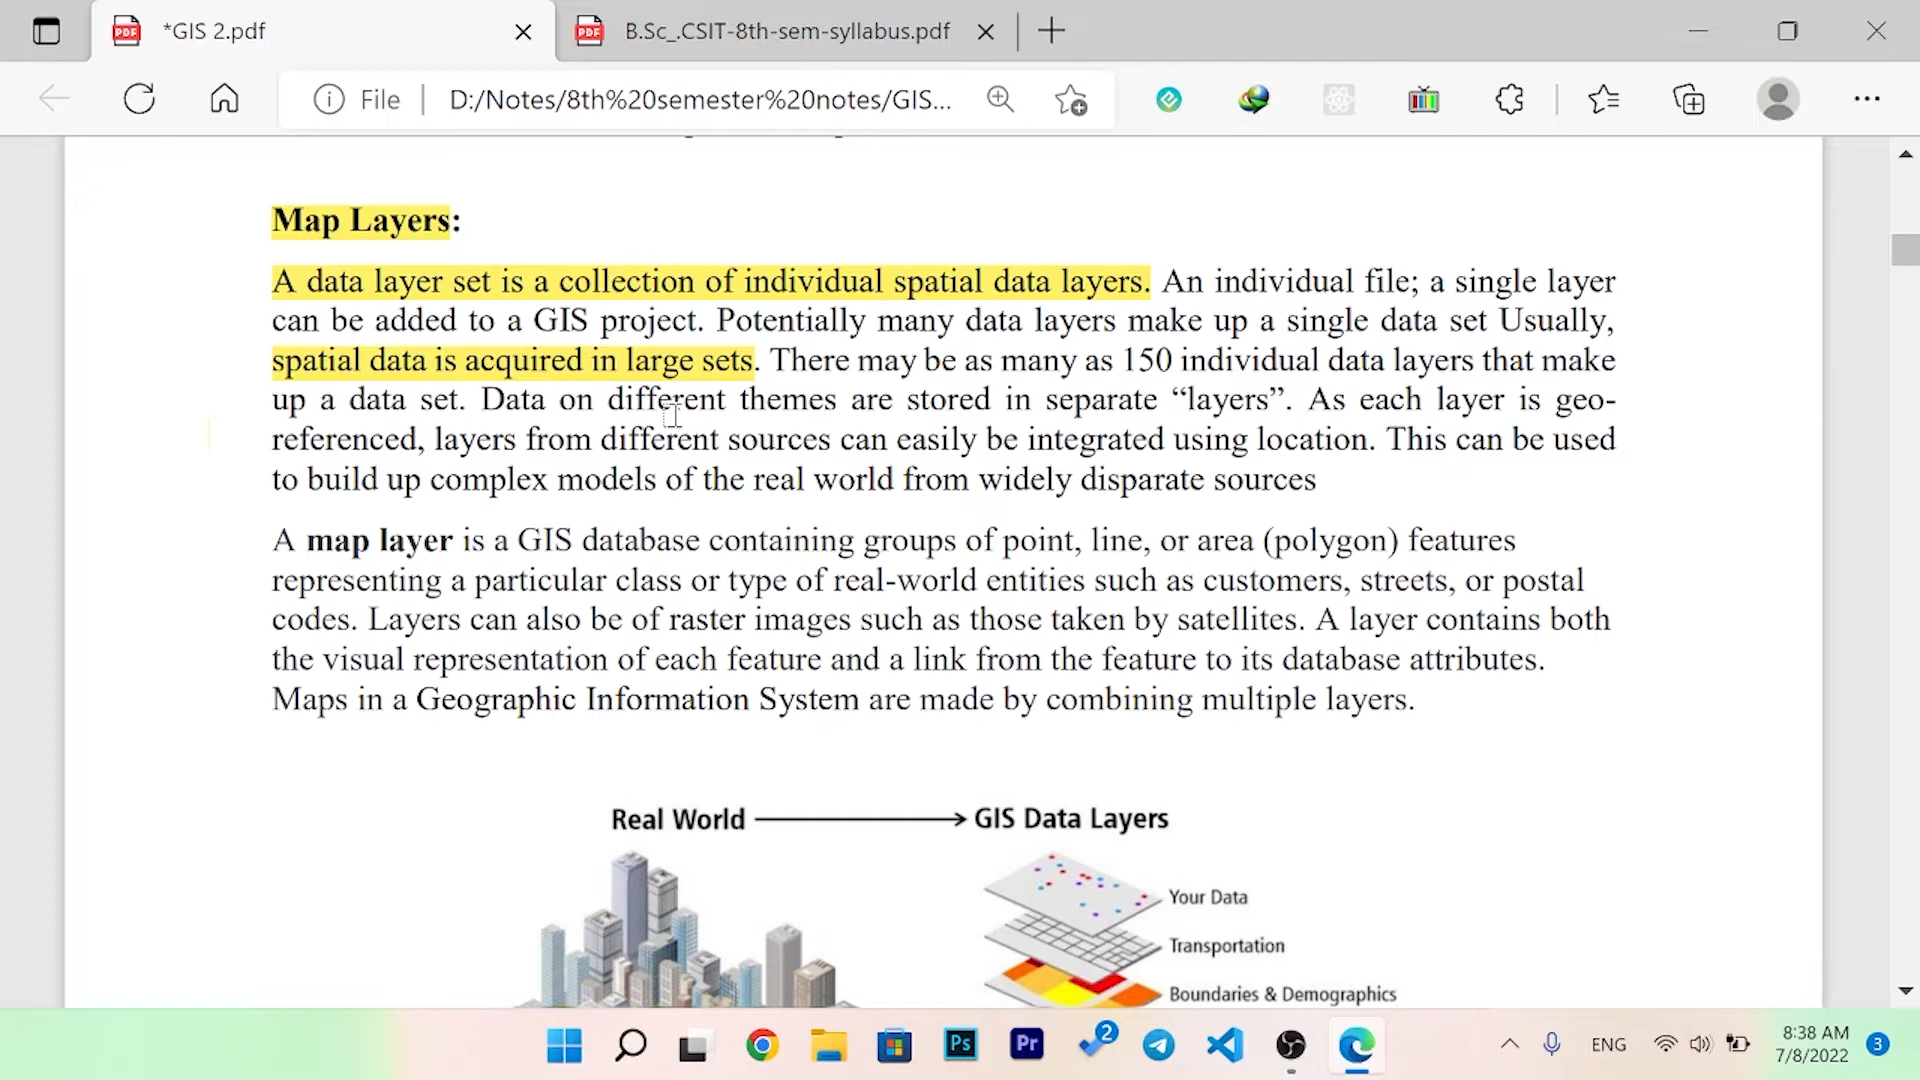 *GIS 2.pdf
B.Sc_.CSIT-8th-sem-syllabus.pdf
File
D:/Notes/8th%20semester%20notes/GIS...
Map Layers:
A data layer set is a collection of individual spatial data layers. An individual file; a single layer
can be added to a GIS project. Potentially many data layers make up a single data set Usually,
spatial data is acquired in large sets. There may be as many as 150 individual data layers that make
up a data set. Data on different themes are stored in separate “layers”. As each layer is geo-
referenced, layers from different sources can easily be integrated using location. This can be used
to build up complex models of the real world from widely disparate sources
A map layer is a GIS database containing groups of point, line, or area (polygon) features
representing a particular class or type of real-world entities such as customers, streets, or postal
codes. Layers can also be of raster images such as those taken by satellites. A layer contains both
the visual representation of each feature and a link from the feature to its database attributes.
Maps in a Geographic Information System are made by combining multiple layers.
Real World
GIS Data Layers
Your Data
Transportation
Boundaries & Demographics
Ps
Pr
2
ENG
8:38 AM
7/8/2022
3